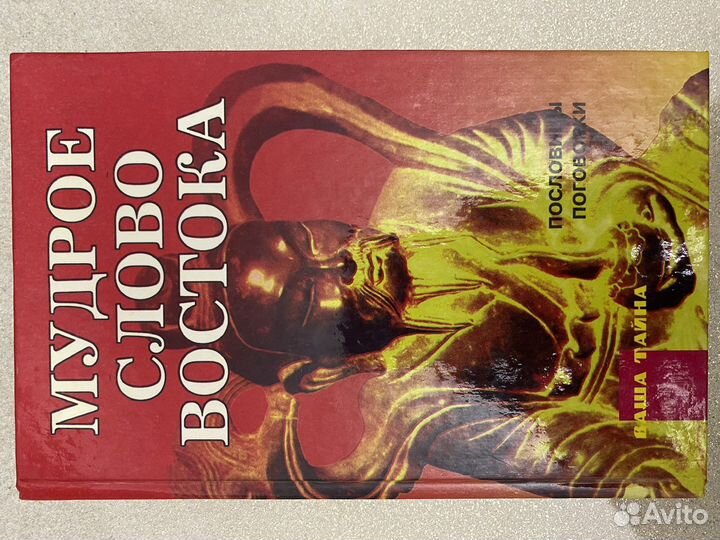 МУДРОЕ
СЛОВО
ВОСТОКА
ПОСЛОВИЦЫ
ПОГОВОРКИ
ВАША ТАЙНА
Avito